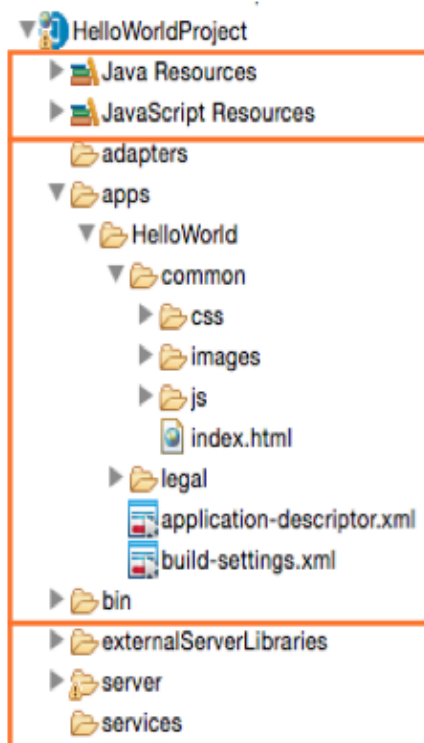 HelloWorldProject
Java Resources
JavaScript Resources
adapters
apps
HelloWorld
common
css
images
js
index.html
legal
application-descriptor.xml
build-settings.xml
bin
externalServerLibraries
server
services